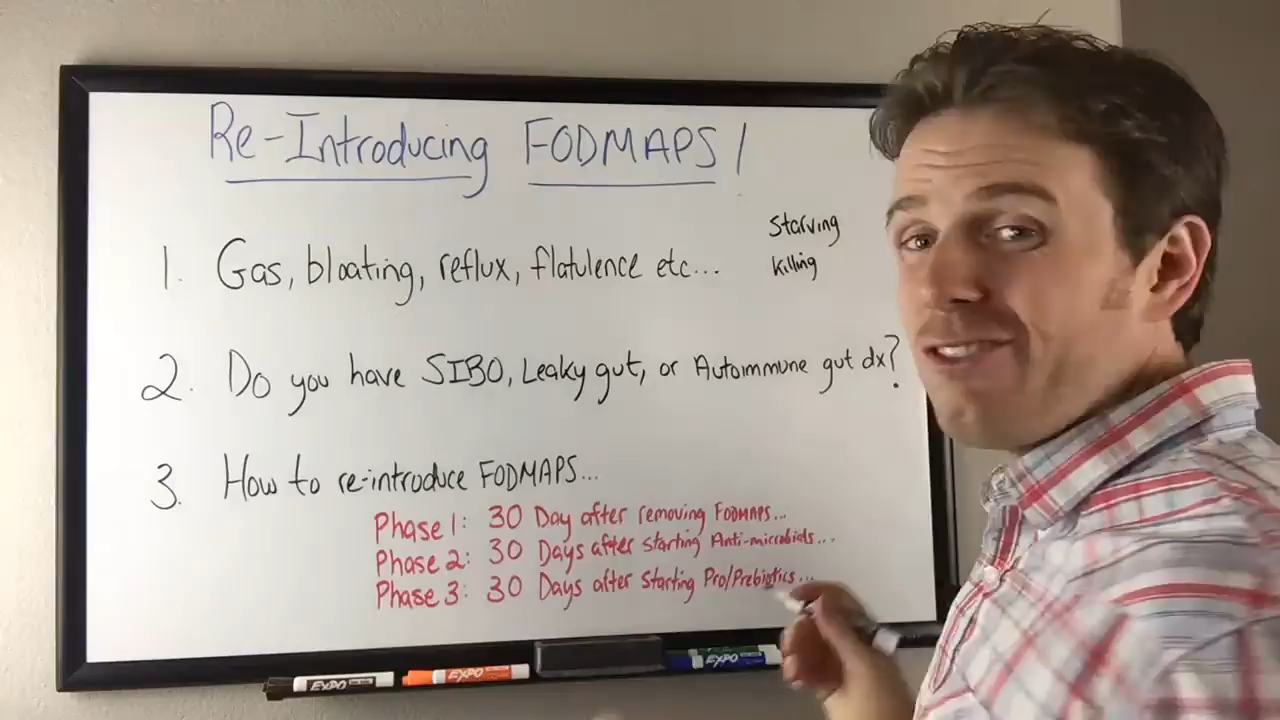 Re-Introducing FODMAPS!
Starving
killing
1. Gas, bloating, reflux, flatulence etc...
2. Do you have SIBO, Leaky gut, or Autoimmune gut dx?
3. How to re-introduce FODMAPS...
Phase 1: 30 Day after removing FODMAPS...
Phase 2: 30 Days after starting Anti-microbials...
Phase 3: 30 Days after starting Pro/Prebiotics...
EXPO
EXPO
EXPO